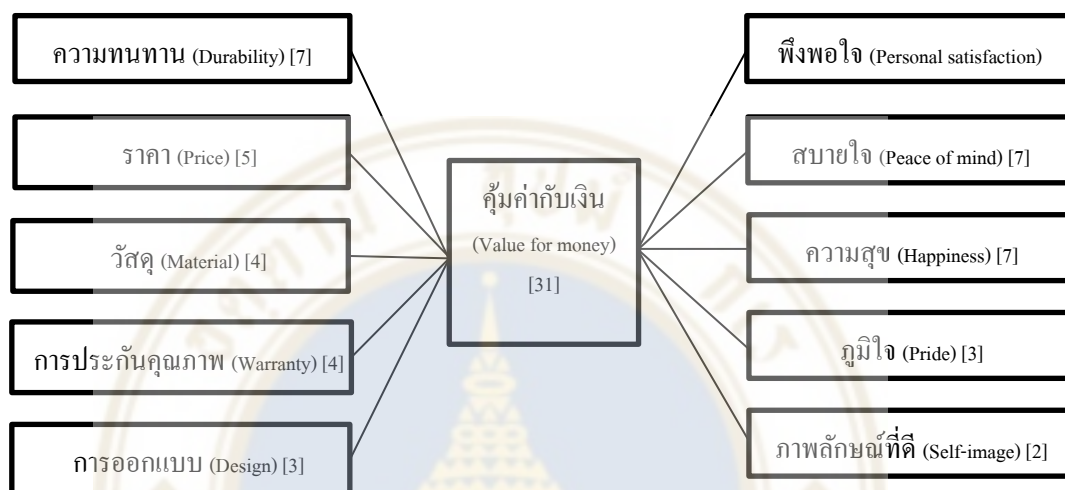 ความทนทาน (Durability) [7]
ราคา (Price) [5]
วัสดุ (Material) [4]
การประกันคุณภาพ (Warranty) [4]
การออกแบบ (Design) [3]
คุ้มค่ากับเงิน
(Value for money)
[31]
พึงพอใจ (Personal satisfaction)
สบายใจ (Peace of mind) [7]
ความสุข (Happiness) [7]
ภูมิใจ (Pride) [3]
ภาพลักษณ์ที่ดี (Self-image) [2]